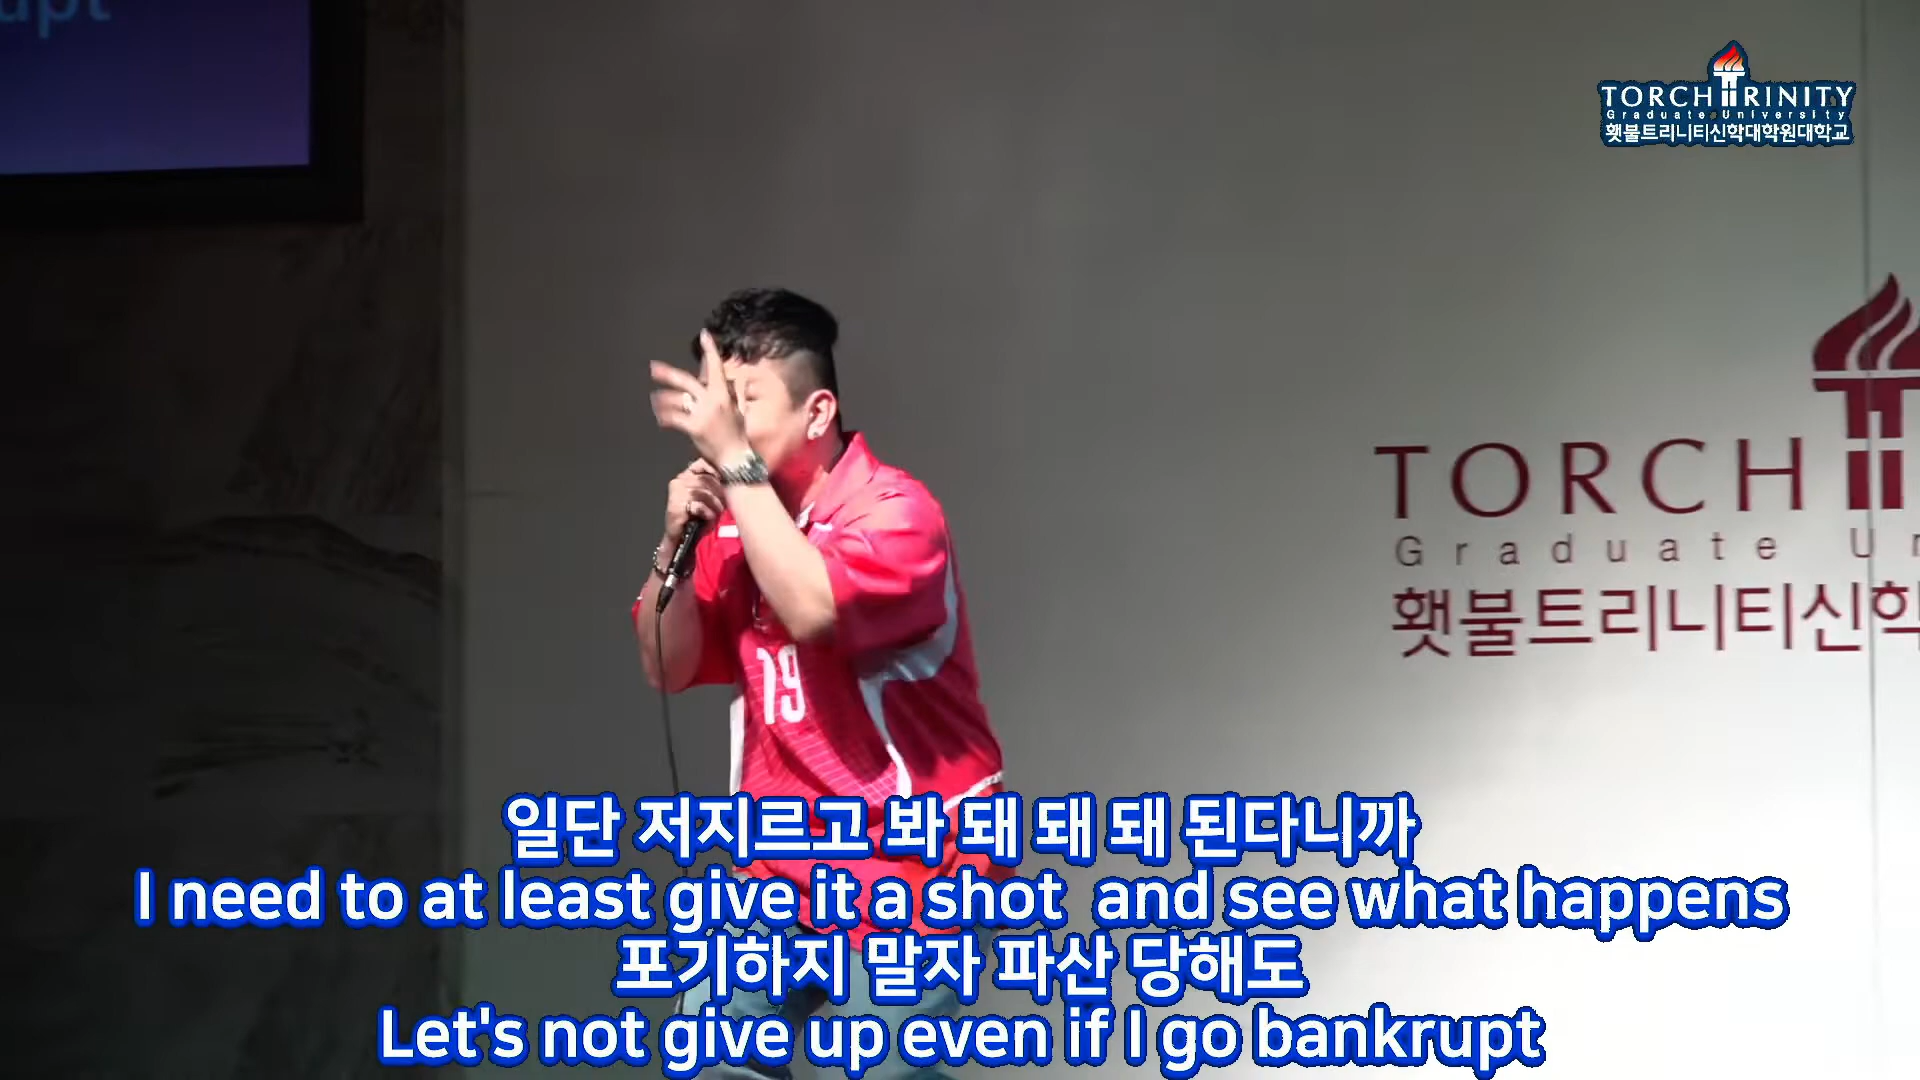 TORCH TRINITY
Graduate University
횃불트리니티신학대학원대학교
TORCH
Graduate
횃불트리니티신학
19
일단 저지르고 봐 돼 돼 돼 된다니까
I need to at least give it a shot and see what happens
포기하지 말자 파산 당해도
Let's not give up even if I go bankrupt